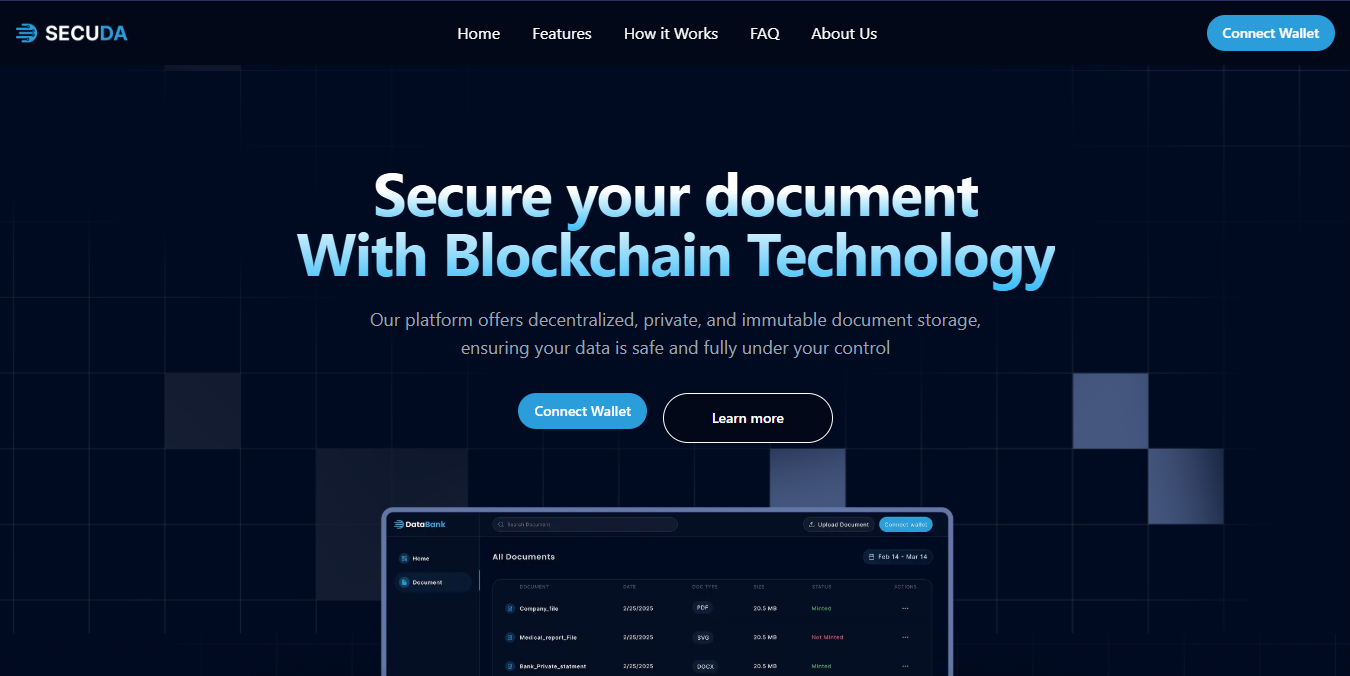 SECUDA
Home Features How it Works FAQ About Us
Connect Wallet
Secure your document
With Blockchain Technology
Our platform offers decentralized, private, and immutable document storage,
ensuring your data is safe and fully under your control
Connect Wallet
Learn more
DataBank
Search Document
Upload Document
Connect wallet
Home
Document
All Documents
Feb 14 - Mar 14
DOCUMENT DATE DOC TYPE SIZE STATUS ACTIONS
Company_file 2/25/2025 PDF 20.5 MB Minted
Medical_report_File 2/25/2025 SVG 20.5 MB Not Minted
Bank_Private_statment 2/25/2025 DOCX 20.5 MB Minted